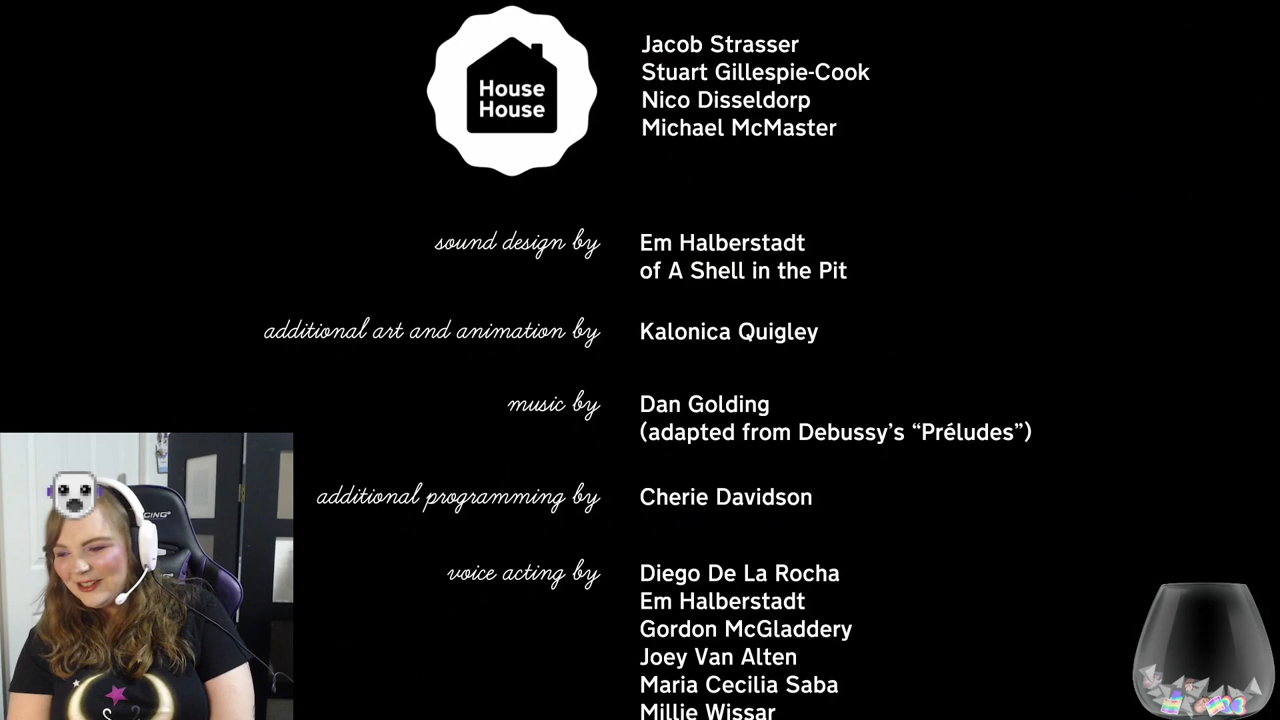 House
House
Jacob Strasser
Stuart Gillespie-Cook
Nico Disseldorp
Michael McMaster
sound design by
Em Halberstadt
of A Shell in the Pit
additional art and animation by
Kalonica Quigley
music by
Dan Golding
(adapted from Debussy’s “Préludes”)
additional programming by
Cherie Davidson
voice acting by
Diego De La Rocha
Em Halberstadt
Gordon McGladdery
Joey Van Alten
Maria Cecilia Saba
Millie Wissar